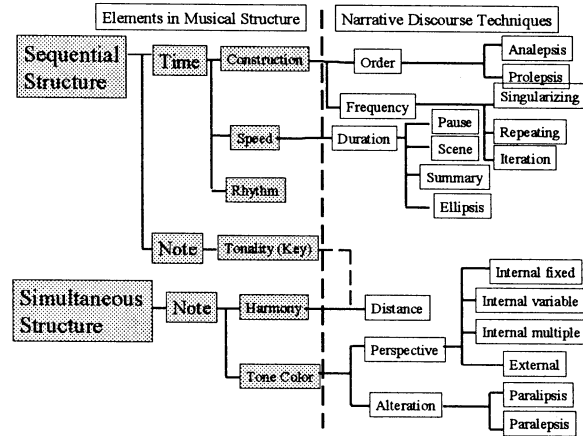 Elements in Musical Structure
Narrative Discourse Techniques
Sequential
Structure
Time
Construction
Order
Analepsis
Prolepsis
Frequency
Singularizing
Repeating
Iteration
Speed
Duration
Pause
Scene
Summary
Ellipsis
Rhythm
Note
Tonality (Key)
Simultaneous
Structure
Note
Harmony
Distance
Tone Color
Perspective
Internal fixed
Internal variable
Internal multiple
External
Alteration
Paralipsis
Paralepsis